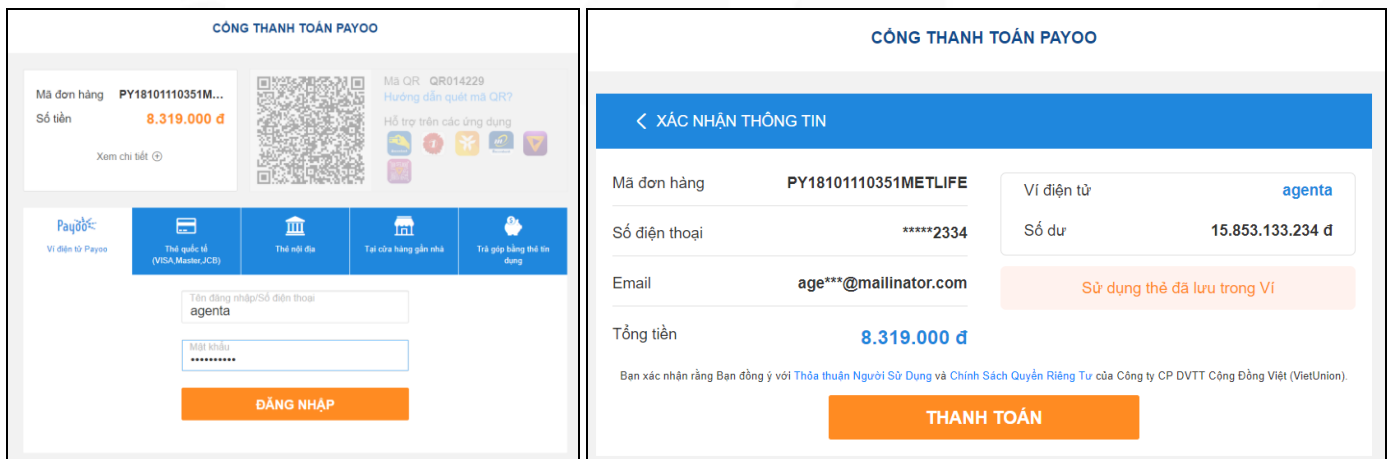 CỔNG THANH TOÁN PAYOO
Mã đơn hàng PY18101110351M...
Số tiền 8.319.000 đ
Xem chi tiết
Mã QR QR014229
Hướng dẫn quét mã QR?
Hỗ trợ trên các ứng dụng
Payoo
Ví điện tử Payoo
Thẻ quốc tế
(VISA,Master,JCB)
Thẻ nội địa
Tại cửa hàng gần nhà
Trả góp bằng thẻ tín
dụng
Tên đăng nhập/Số điện thoại
agenta
Mật khẩu
••••••••••
ĐĂNG NHẬP
CỔNG THANH TOÁN PAYOO
XÁC NHẬN THÔNG TIN
Mã đơn hàng PY18101110351METLIFE
Số điện thoại *****2334
Email age***@mailinator.com
Tổng tiền 8.319.000 đ
Ví điện tử agenta
Số dư 15.853.133.234 đ
Sử dụng thẻ đã lưu trong Ví
Bạn xác nhận rằng Bạn đồng ý với Thỏa thuận Người Sử Dụng và Chính Sách Quyền Riêng Tư của Công ty CP DVTT Cộng Đồng Việt (VietUnion).
THANH TOÁN